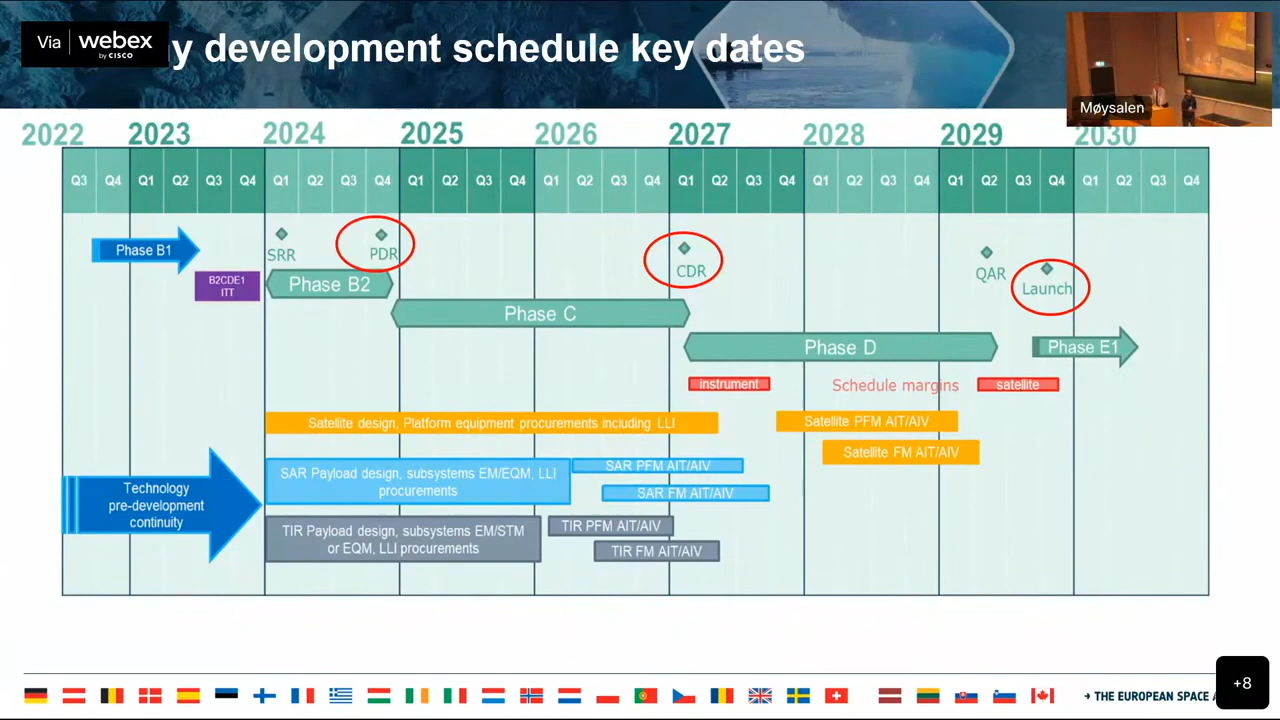 Via webex
by CISCO
y development schedule key dates
Møysalen
2022 2023 2024 2025 2026 2027 2028 2029 2030
Q3 Q4 Q1 Q2 Q3 Q4 Q1 Q2 Q3 Q4 Q1 Q2 Q3 Q4 Q1 Q2 Q3 Q4 Q1 Q2 Q3 Q4 Q1 Q2 Q3 Q4 Q1 Q2 Q3 Q4 Q1 Q2 Q3 Q4
Phase B1
SRR
PDR
CDR
QAR
Launch
B2CDE1
ITT
Phase B2
Phase C
Phase D
Phase E1
instrument
Schedule margins
satellite
Satellite design, Platform equipment procurements including LLI
Satellite PFM AIT/AIV
Satellite FM AIT/AIV
Technology
pre-development
continuity
SAR Payload design, subsystems EM/EQM, LLI
procurements
SAR PFM AIT/AIV
SAR FM AIT/AIV
TIR Payload design, subsystems EM/STM
or EQM, LLI procurements
TIR PFM AIT/AIV
TIR FM AIT/AIV
→ THE EUROPEAN SPACE
+8